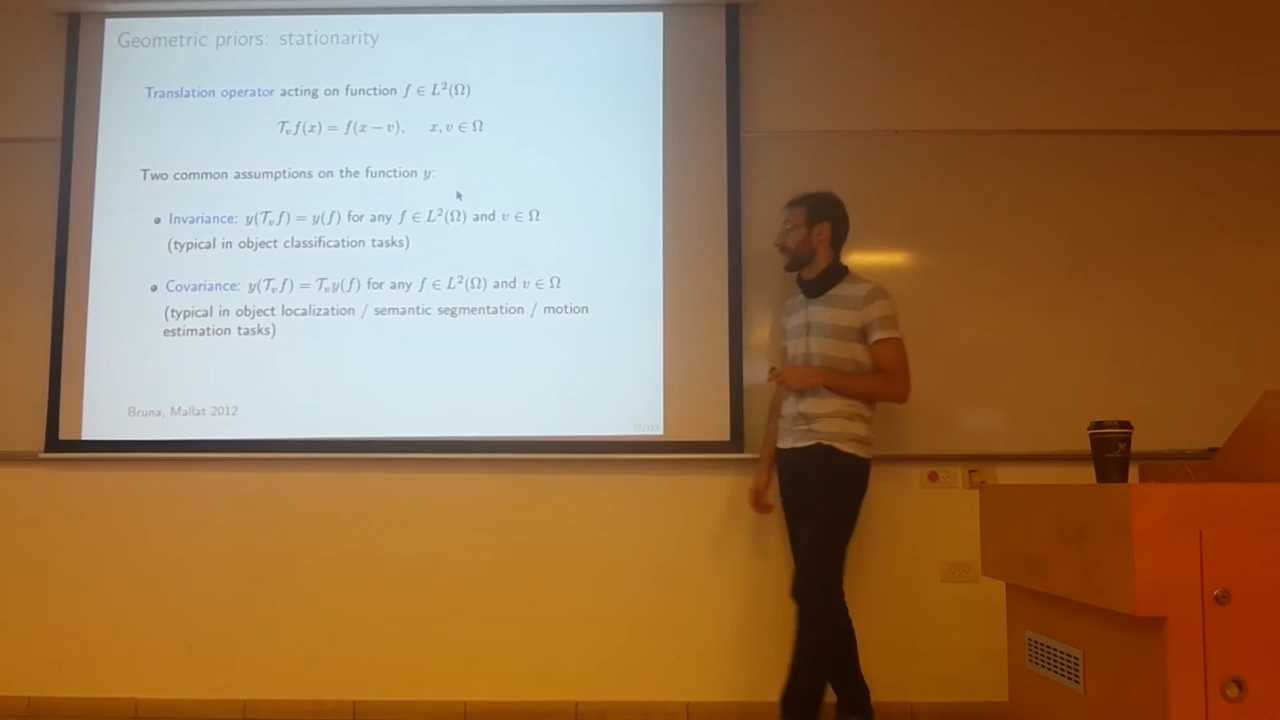 Geometric priors: stationarity
Translation operator acting on function f ∈ L²(Ω)
𝒯ᵥf(x) = f(x − v),    x, v ∈ Ω
Two common assumptions on the function y:
• Invariance: y(𝒯ᵥf) = y(f) for any f ∈ L²(Ω) and v ∈ Ω
(typical in object classification tasks)
• Covariance: y(𝒯ᵥf) = 𝒯ᵥy(f) for any f ∈ L²(Ω) and v ∈ Ω
(typical in object localization / semantic segmentation / motion
estimation tasks)
Bruna, Mallat 2012